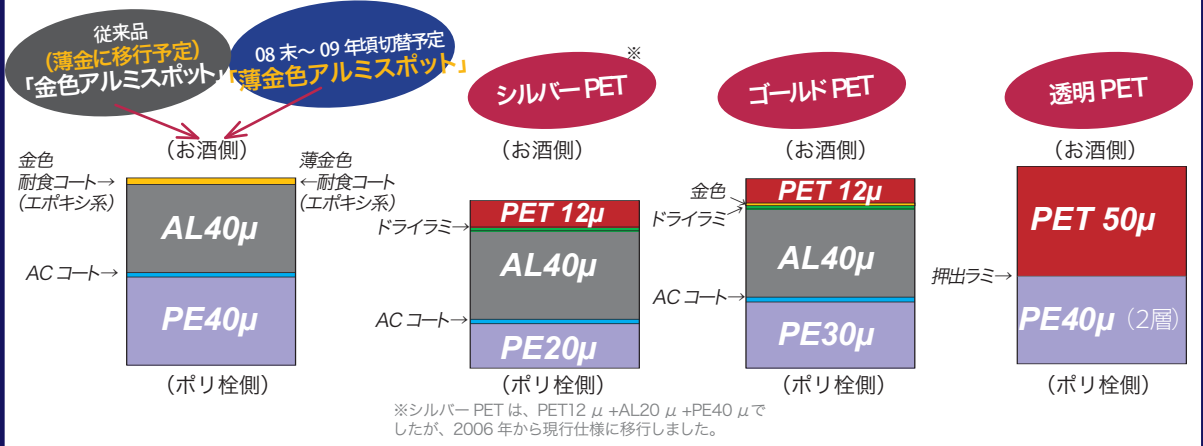 従来品
(薄金に移行予定)
「金色アルミスポット」
08 末〜 09 年頃切替予定
「薄金色アルミスポット」
(お酒側)
金色
耐食コート→
(エポキシ系)
薄金色
←耐食コート
(エポキシ系)
AL40μ
ACコート→
PE40μ
(ポリ栓側)
※
シルバー PET
(お酒側)
PET 12μ
ドライラミ→
AL40μ
ACコート→
PE20μ
(ポリ栓側)
ゴールド PET
(お酒側)
PET 12μ
金色
ドライラミ
AL40μ
ACコート→
PE30μ
(ポリ栓側)
透明 PET
(お酒側)
PET 50μ
押出ラミ→
PE40μ(2層)
(ポリ栓側)
※シルバー PET は、PET12 μ +AL20 μ +PE40 μで
したが、2006 年から現行仕様に移行しました。